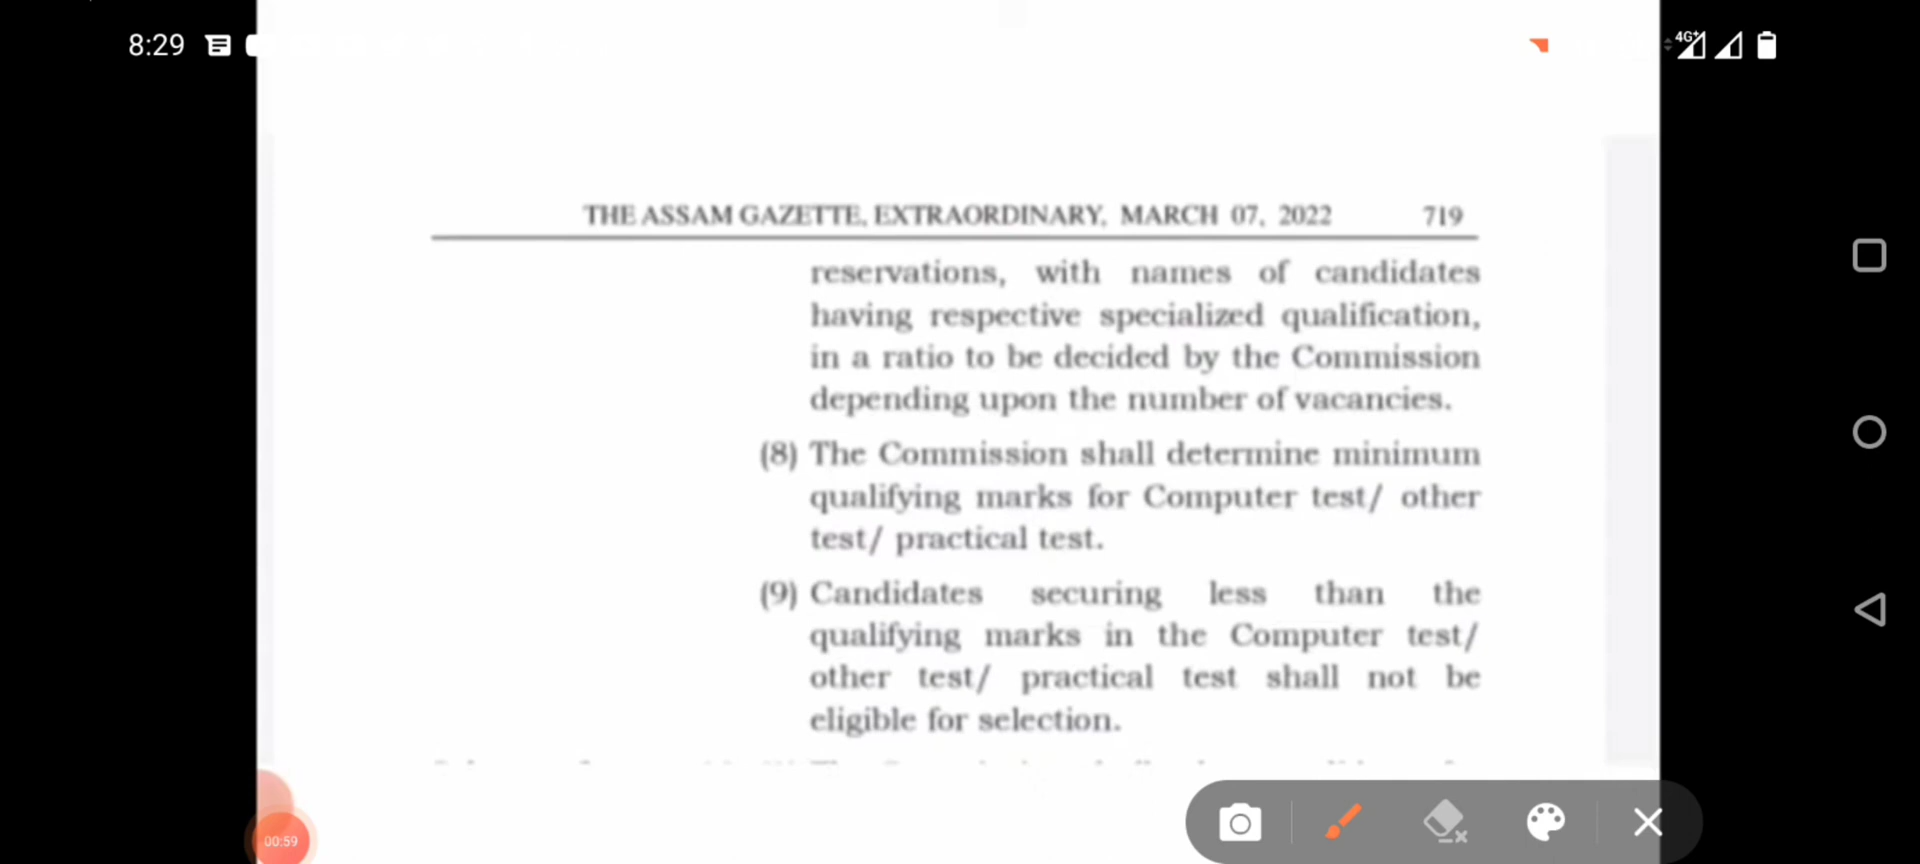 8:29
4G+
THE ASSAM GAZETTE, EXTRAORDINARY, MARCH 07, 2022 719
reservations, with names of candidates
having respective specialized qualification,
in a ratio to be decided by the Commission
depending upon the number of vacancies.
(8) The Commission shall determine minimum
qualifying marks for Computer test/ other
test/ practical test.
(9) Candidates securing less than the
qualifying marks in the Computer test/
other test/ practical test shall not be
eligible for selection.
00:59